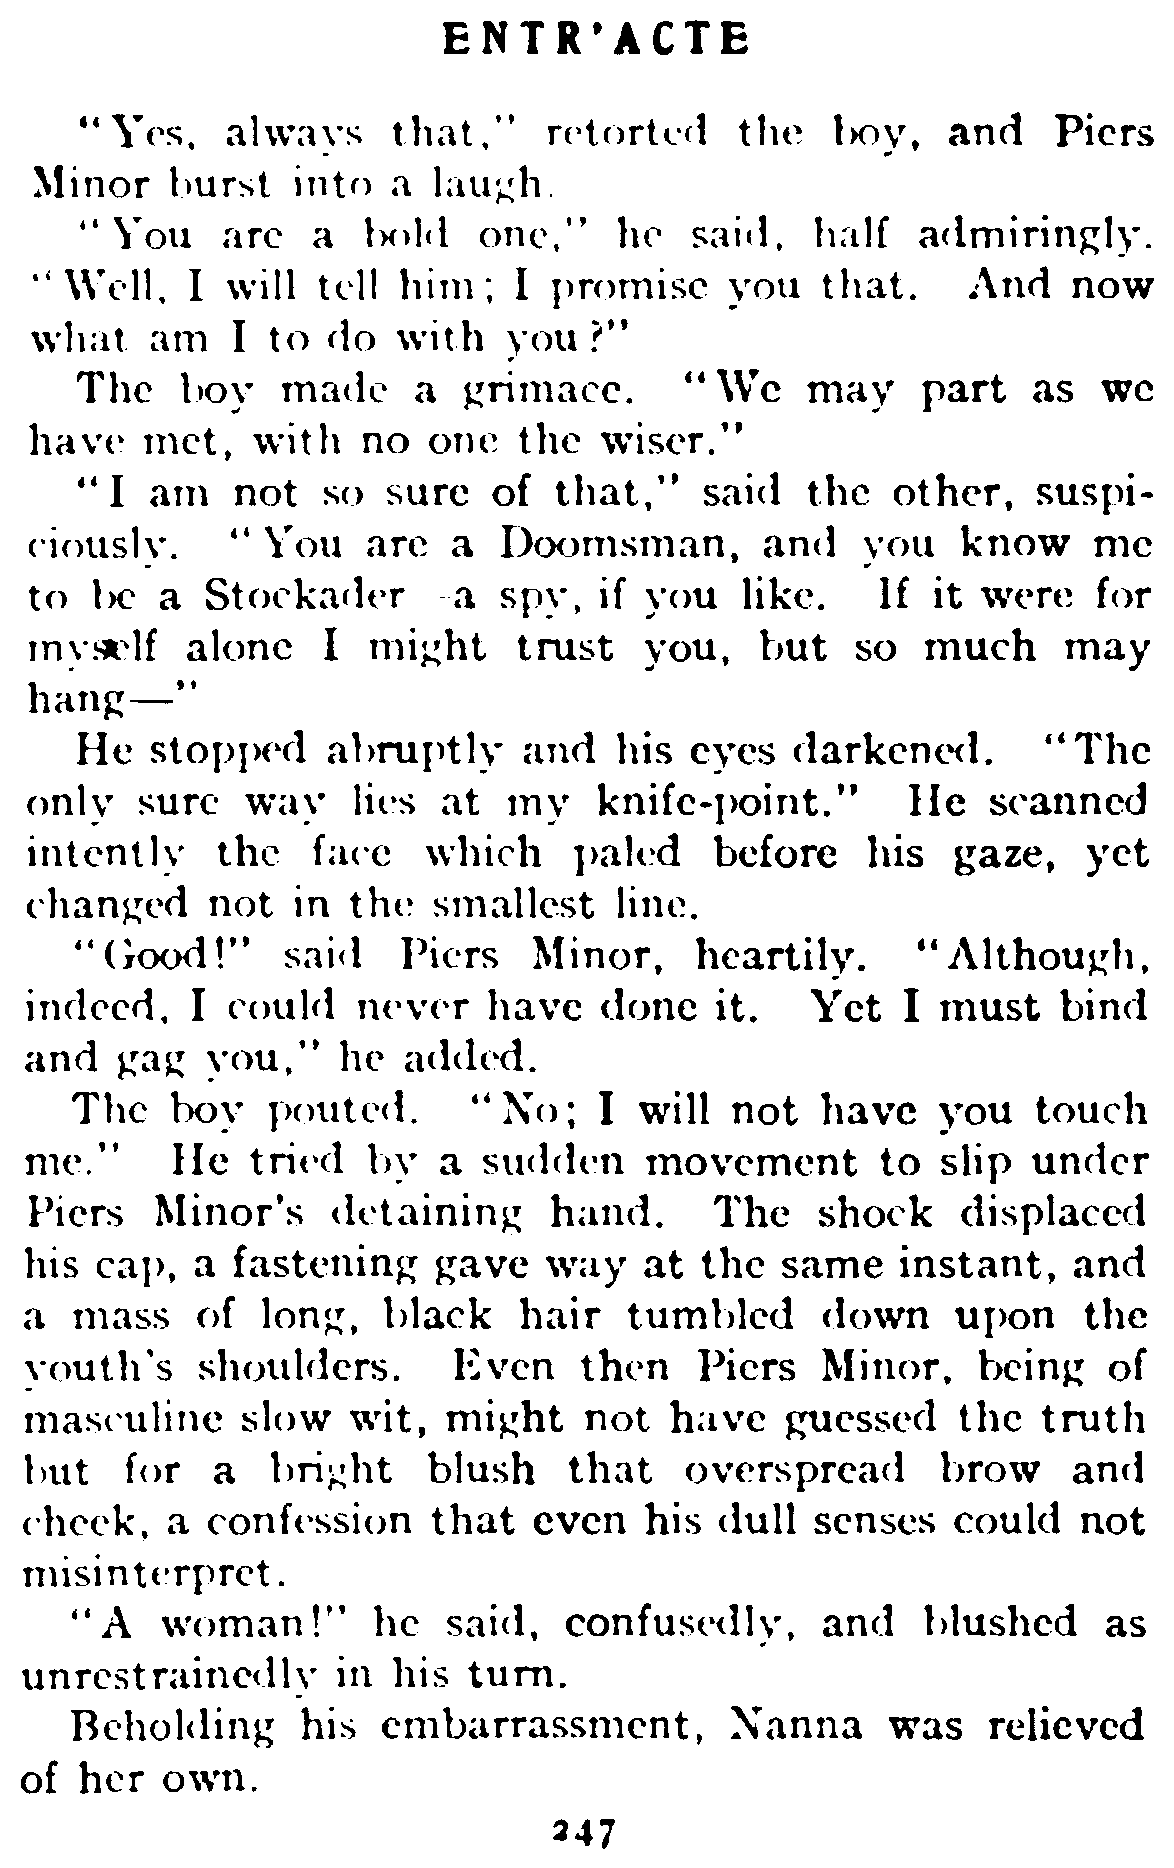 ENTR'ACTE
"Yes, always that," retorted the boy, and Piers
Minor burst into a laugh.
"You are a bold one," he said, half admiringly.
"Well, I will tell him; I promise you that. And now
what am I to do with you?"
The boy made a grimace. "We may part as we
have met, with no one the wiser."
"I am not so sure of that," said the other, suspi-
ciously. "You are a Doomsman, and you know me
to be a Stockader—a spy, if you like. If it were for
myself alone I might trust you, but so much may
hang—"
He stopped abruptly and his eyes darkened. "The
only sure way lies at my knife-point." He scanned
intently the face which paled before his gaze, yet
changed not in the smallest line.
"Good!" said Piers Minor, heartily. "Although,
indeed, I could never have done it. Yet I must bind
and gag you," he added.
The boy pouted. "No; I will not have you touch
me." He tried by a sudden movement to slip under
Piers Minor's detaining hand. The shock displaced
his cap, a fastening gave way at the same instant, and
a mass of long, black hair tumbled down upon the
youth's shoulders. Even then Piers Minor, being of
masculine slow wit, might not have guessed the truth
but for a bright blush that overspread brow and
cheek, a confession that even his dull senses could not
misinterpret.
"A woman!" he said, confusedly, and blushed as
unrestrainedly in his turn.
Beholding his embarrassment, Nanna was relieved
of her own.
247